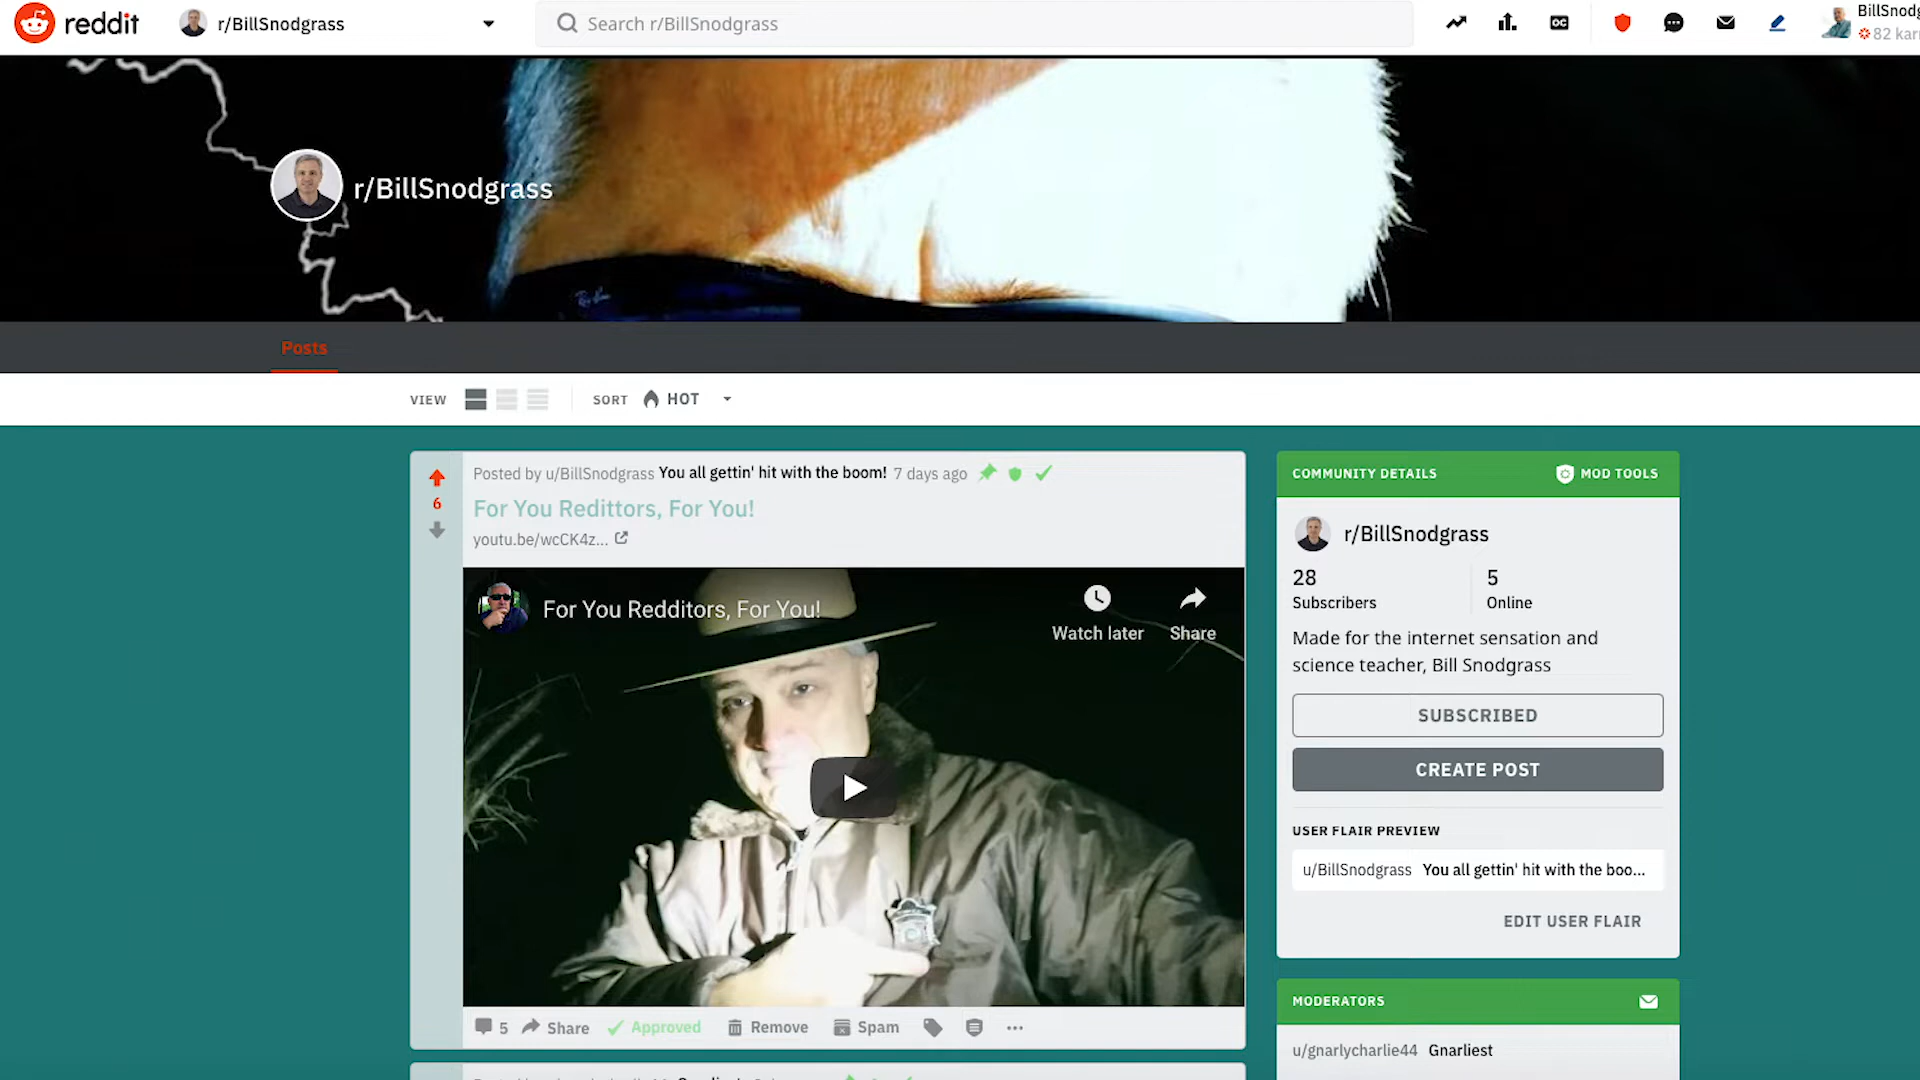 reddit
r/BillSnodgrass
Search r/BillSnodgrass
OC
BillSnodg
82 kar
r/BillSnodgrass
Posts
VIEW
SORT HOT
Posted by u/BillSnodgrass You all gettin' hit with the boom! 7 days ago
For You Redittors, For You!
youtu.be/wcCK4z...
For You Redditors, For You!
Watch later
Share
6
5 Share Approved Remove Spam
COMMUNITY DETAILS
MOD TOOLS
r/BillSnodgrass
28
Subscribers
5
Online
Made for the internet sensation and
science teacher, Bill Snodgrass
SUBSCRIBED
CREATE POST
USER FLAIR PREVIEW
u/BillSnodgrass You all gettin' hit with the boo...
EDIT USER FLAIR
MODERATORS
u/gnarlycharlie44 Gnarliest